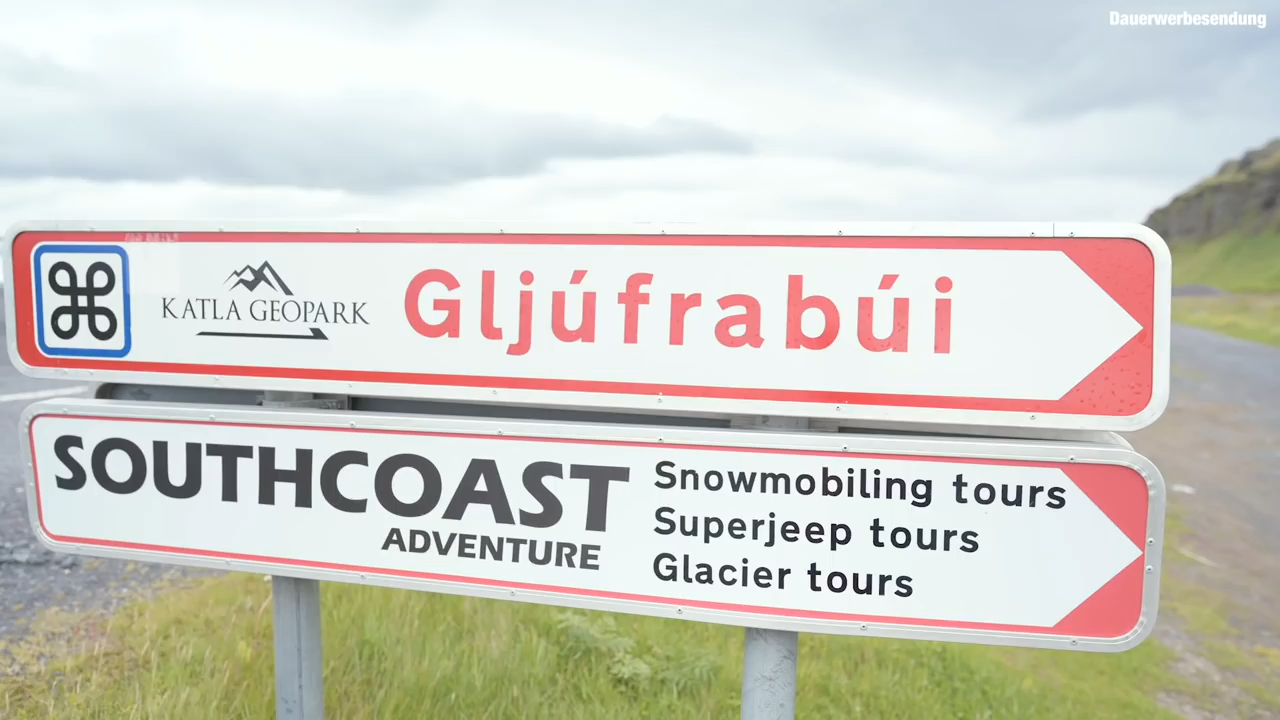 Dauerwerbesendung
KATLA GEOPARK
Gljúfrabúi
SOUTHCOAST
ADVENTURE
Snowmobiling tours
Superjeep tours
Glacier tours